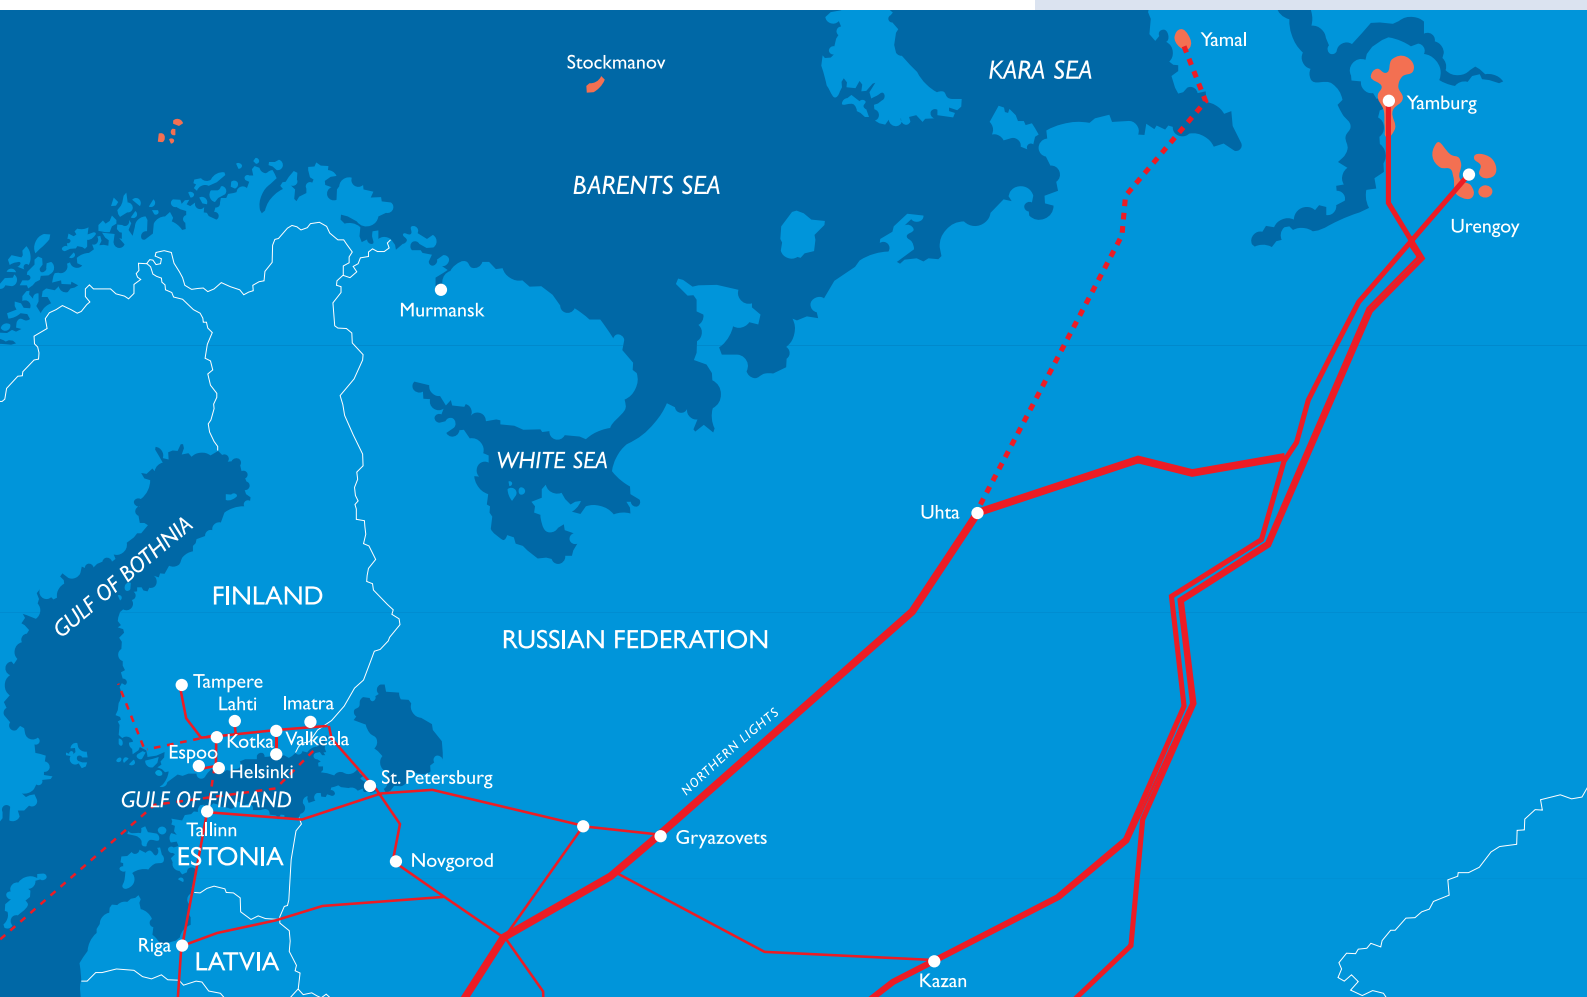 Yamal
Stockmanov
KARA SEA
Yamburg
BARENTS SEA
Urengoy
Murmansk
WHITE SEA
Uhta
GULF OF BOTHNIA
FINLAND
RUSSIAN FEDERATION
Tampere
Lahti
Imatra
Kotka
Valkeala
Espoo
Helsinki
NORTHERN LIGHTS
St. Petersburg
GULF OF FINLAND
Tallinn
Gryazovets
ESTONIA
Novgorod
Riga
LATVIA
Kazan